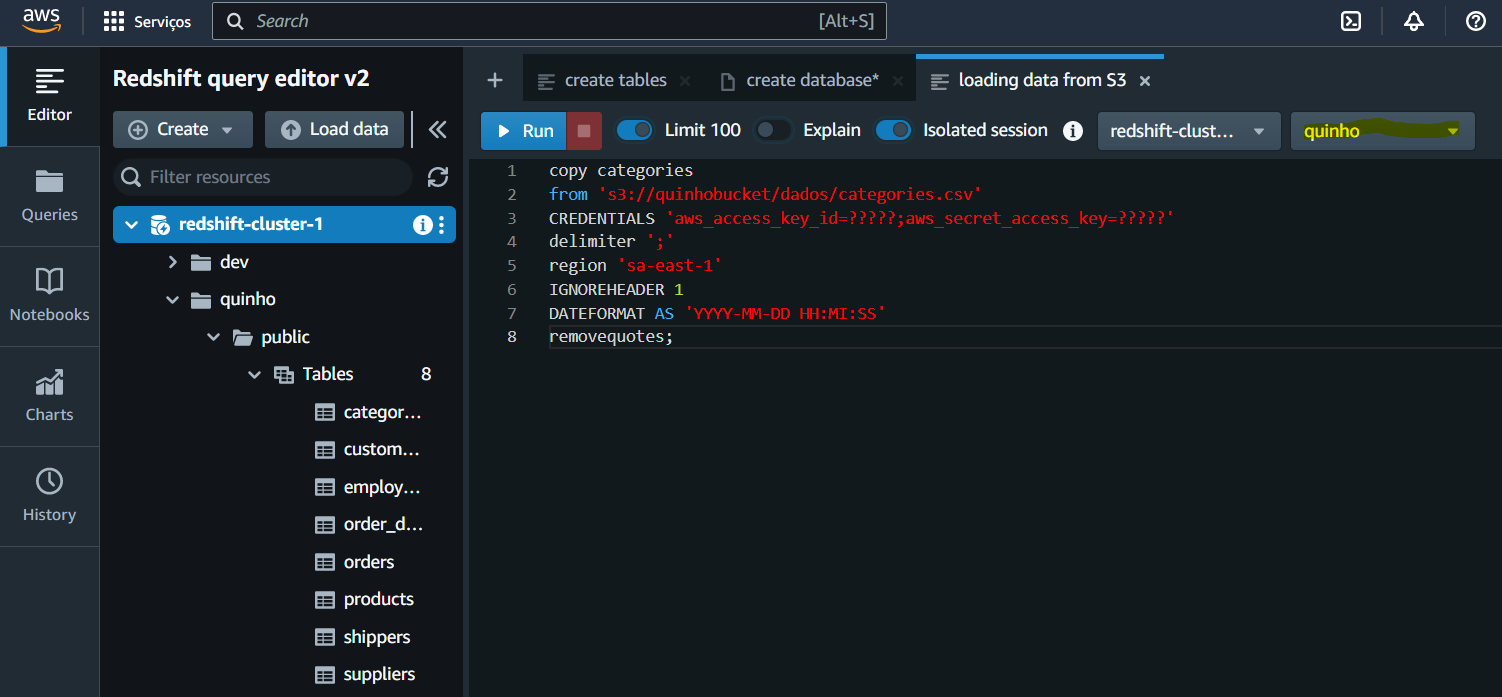 aws
Serviços
Search
[Alt+S]
Editor
Queries
Notebooks
Charts
History
Redshift query editor v2
Create
Load data
Filter resources
redshift-cluster-1
dev
quinho
public
Tables 8
categor...
custom...
employ...
order_d...
orders
products
shippers
suppliers
create tables
create database*
loading data from S3
Run
Limit 100
Explain
Isolated session
redshift-clust...
quinho
1 copy categories
2 from 's3://quinhobucket/dados/categories.csv'
3 CREDENTIALS 'aws_access_key_id=?????;aws_secret_access_key=?????'
4 delimiter ';'
5 region 'sa-east-1'
6 IGNOREHEADER 1
7 DATEFORMAT AS 'YYYY-MM-DD HH:MI:SS'
8 removequotes;